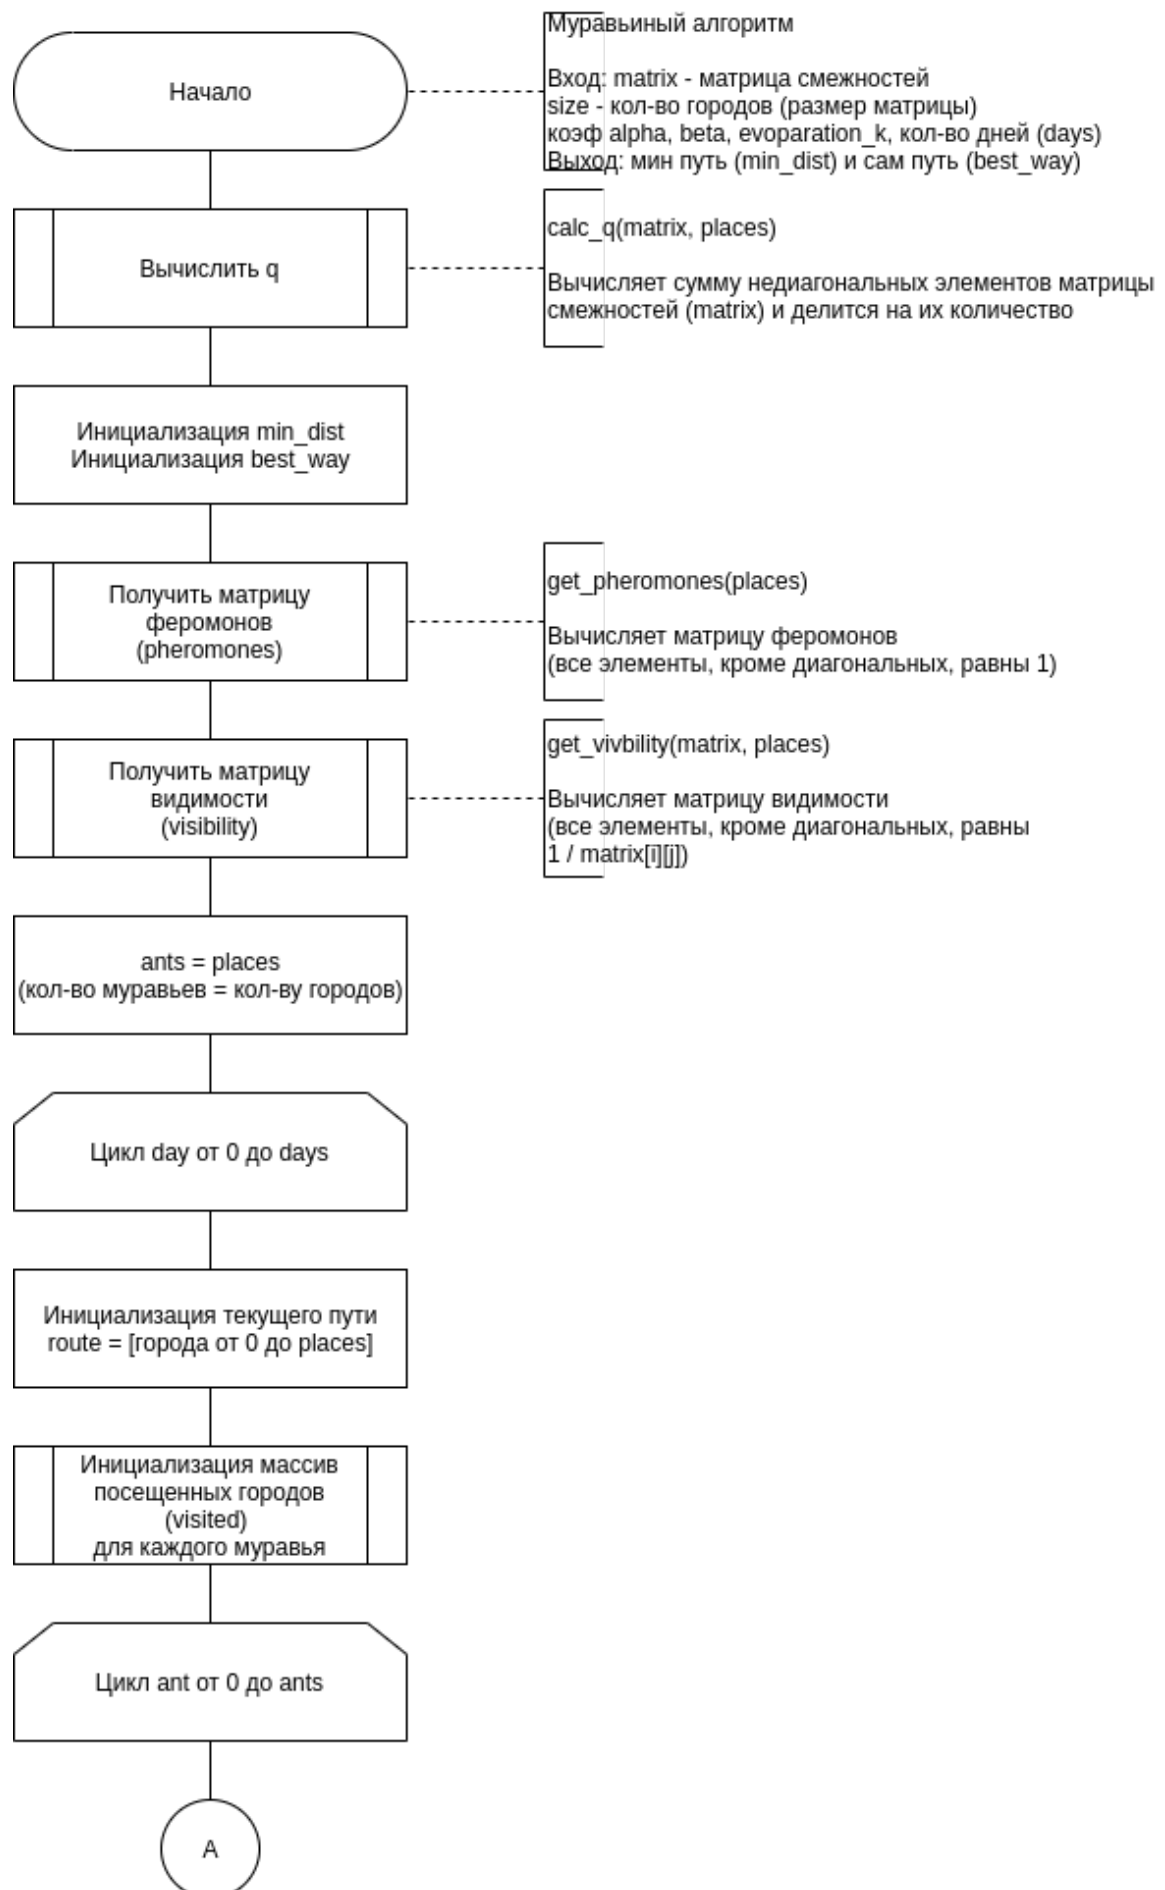 Начало
Муравьиный алгоритм
Вход: matrix - матрица смежностей
size - кол-во городов (размер матрицы)
коэф alpha, beta, evoparation_k, кол-во дней (days)
Выход: мин путь (min_dist) и сам путь (best_way)
Вычислить q
calc_q(matrix, places)
Вычисляет сумму недиагональных элементов матрицы
смежностей (matrix) и делится на их количество
Инициализация min_dist
Инициализация best_way
Получить матрицу
феромонов
(pheromones)
get_pheromones(places)
Вычисляет матрицу феромонов
(все элементы, кроме диагональных, равны 1)
Получить матрицу
видимости
(visibility)
get_vivbility(matrix, places)
Вычисляет матрицу видимости
(все элементы, кроме диагональных, равны
1 / matrix[i][j])
ants = places
(кол-во муравьев = кол-ву городов)
Цикл day от 0 до days
Инициализация текущего пути
route = [города от 0 до places]
Инициализация массив
посещенных городов
(visited)
для каждого муравья
Цикл ant от 0 до ants
A